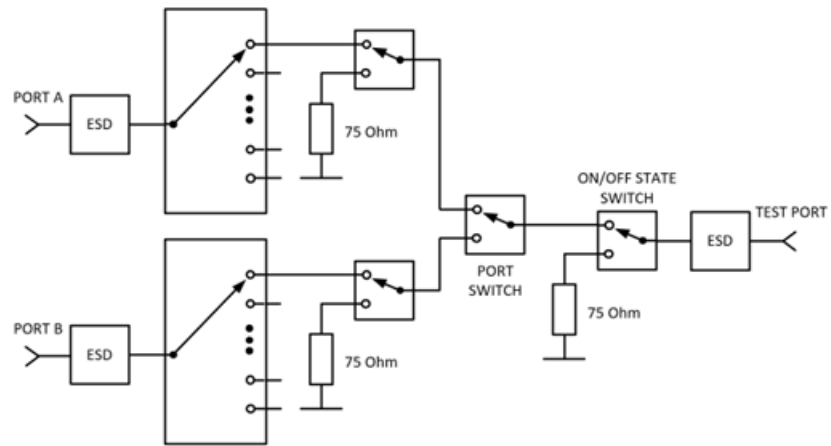 PORT A
ESD
75 Ohm
ON/OFF STATE
SWITCH
TEST PORT
ESD
PORT
SWITCH
75 Ohm
PORT B
ESD
75 Ohm